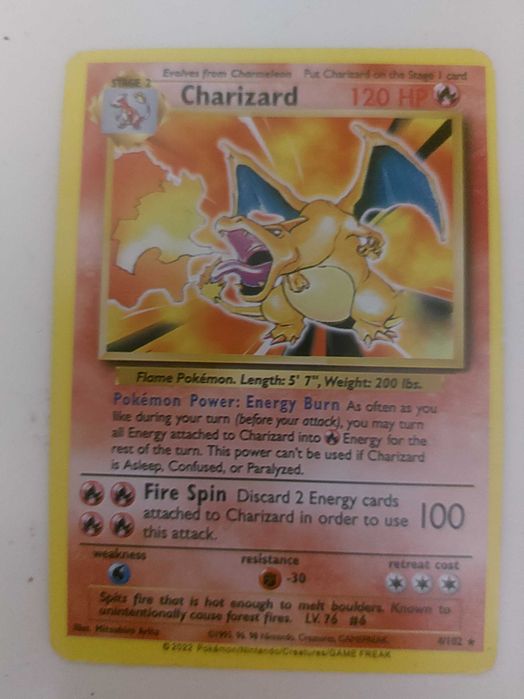 Evolves from Charmeleon Put Charizard on the Stage 1 card
STAGE 2
Charizard 120 HP
Flame Pokémon. Length: 5' 7", Weight: 200 lbs.
Pokémon Power: Energy Burn As often as you
like during your turn (before your attack), you may turn
all Energy attached to Charizard into Energy for the
rest of the turn. This power can't be used if Charizard
is Asleep, Confused, or Paralyzed.
Fire Spin Discard 2 Energy cards
attached to Charizard in order to use
this attack.
100
weakness
resistance
-30
retreat cost
Spits fire that is hot enough to melt boulders. Known to
unintentionally cause forest fires. LV. 76 #6
Illus. Mitsuhiro Arita ©1995, 96, 98 Nintendo, Creatures, GAMEFREAK. 4/102 ★
©2022 Pokémon/Nintendo/Creatures/GAME FREAK